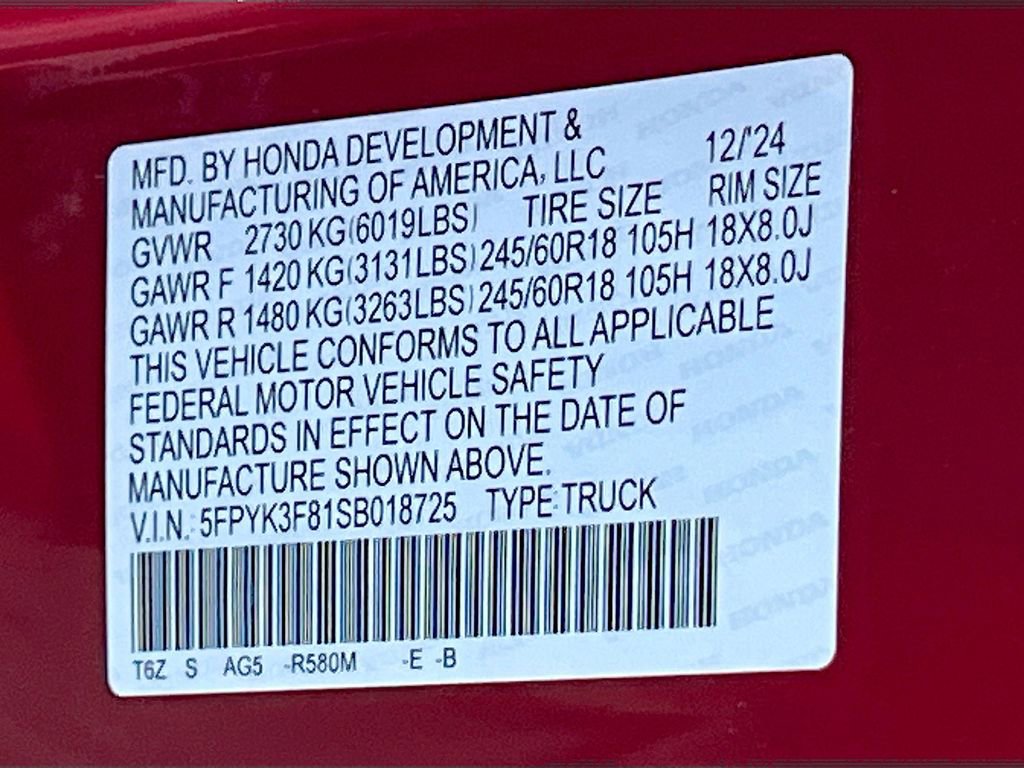 MFD. BY HONDA DEVELOPMENT &
MANUFACTURING OF AMERICA, LLC 12/'24
GVWR 2730 KG(6019LBS) TIRE SIZE RIM SIZE
GAWR F 1420 KG(3131LBS) 245/60R18 105H 18X8.0J
GAWR R 1480 KG(3263LBS) 245/60R18 105H 18X8.0J
THIS VEHICLE CONFORMS TO ALL APPLICABLE
FEDERAL MOTOR VEHICLE SAFETY
STANDARDS IN EFFECT ON THE DATE OF
MANUFACTURE SHOWN ABOVE.
V.I.N.: 5FPYK3F81SB018725 TYPE:TRUCK
T6Z S AG5 -R580M -E -B